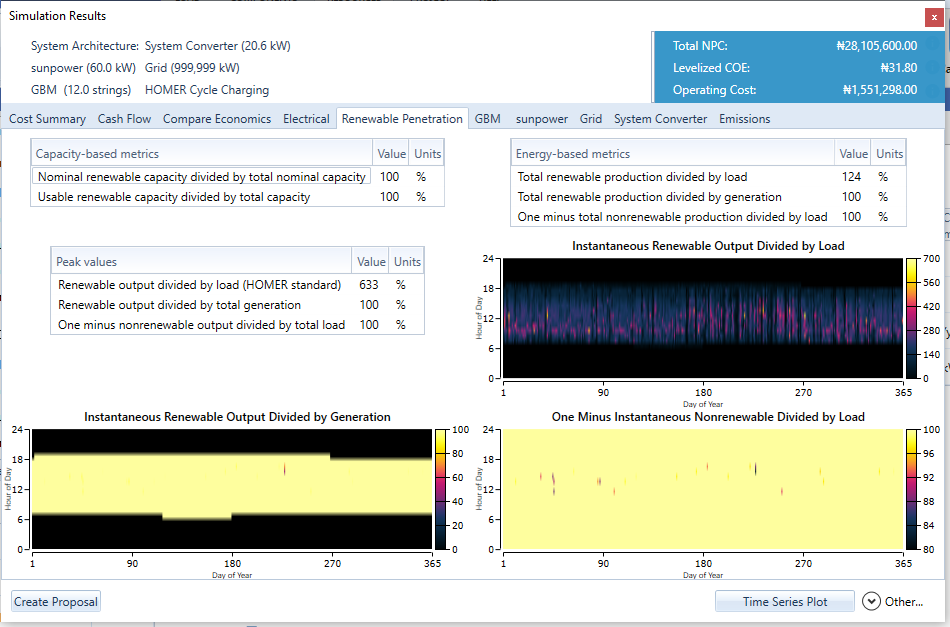 Simulation Results
x
System Architecture: System Converter (20.6 kW)
sunpower (60.0 kW) Grid (999,999 kW)
GBM (12.0 strings) HOMER Cycle Charging
Total NPC: ₦28,105,600.00
Levelized COE: ₦31.80
Operating Cost: ₦1,551,298.00
Cost Summary Cash Flow Compare Economics Electrical Renewable Penetration GBM sunpower Grid System Converter Emissions
Capacity-based metrics Value Units
Nominal renewable capacity divided by total nominal capacity 100 %
Usable renewable capacity divided by total capacity 100 %
Energy-based metrics Value Units
Total renewable production divided by load 124 %
Total renewable production divided by generation 100 %
One minus total nonrenewable production divided by load 100 %
Peak values Value Units
Renewable output divided by load (HOMER standard) 633 %
Renewable output divided by total generation 100 %
One minus nonrenewable output divided by total load 100 %
Instantaneous Renewable Output Divided by Load
24 700
18 560
420
12 280
6 140
0 0
Hour of Day
1 90 180 270 365
Day of Year
Instantaneous Renewable Output Divided by Generation
24 100
18 80
60
12 40
6 20
0 0
Hour of Day
1 90 180 270 365
Day of Year
One Minus Instantaneous Nonrenewable Divided by Load
24 100
18 96
92
12 88
6 84
0 80
Hour of Day
1 90 180 270 365
Day of Year
Create Proposal
Time Series Plot
Other...